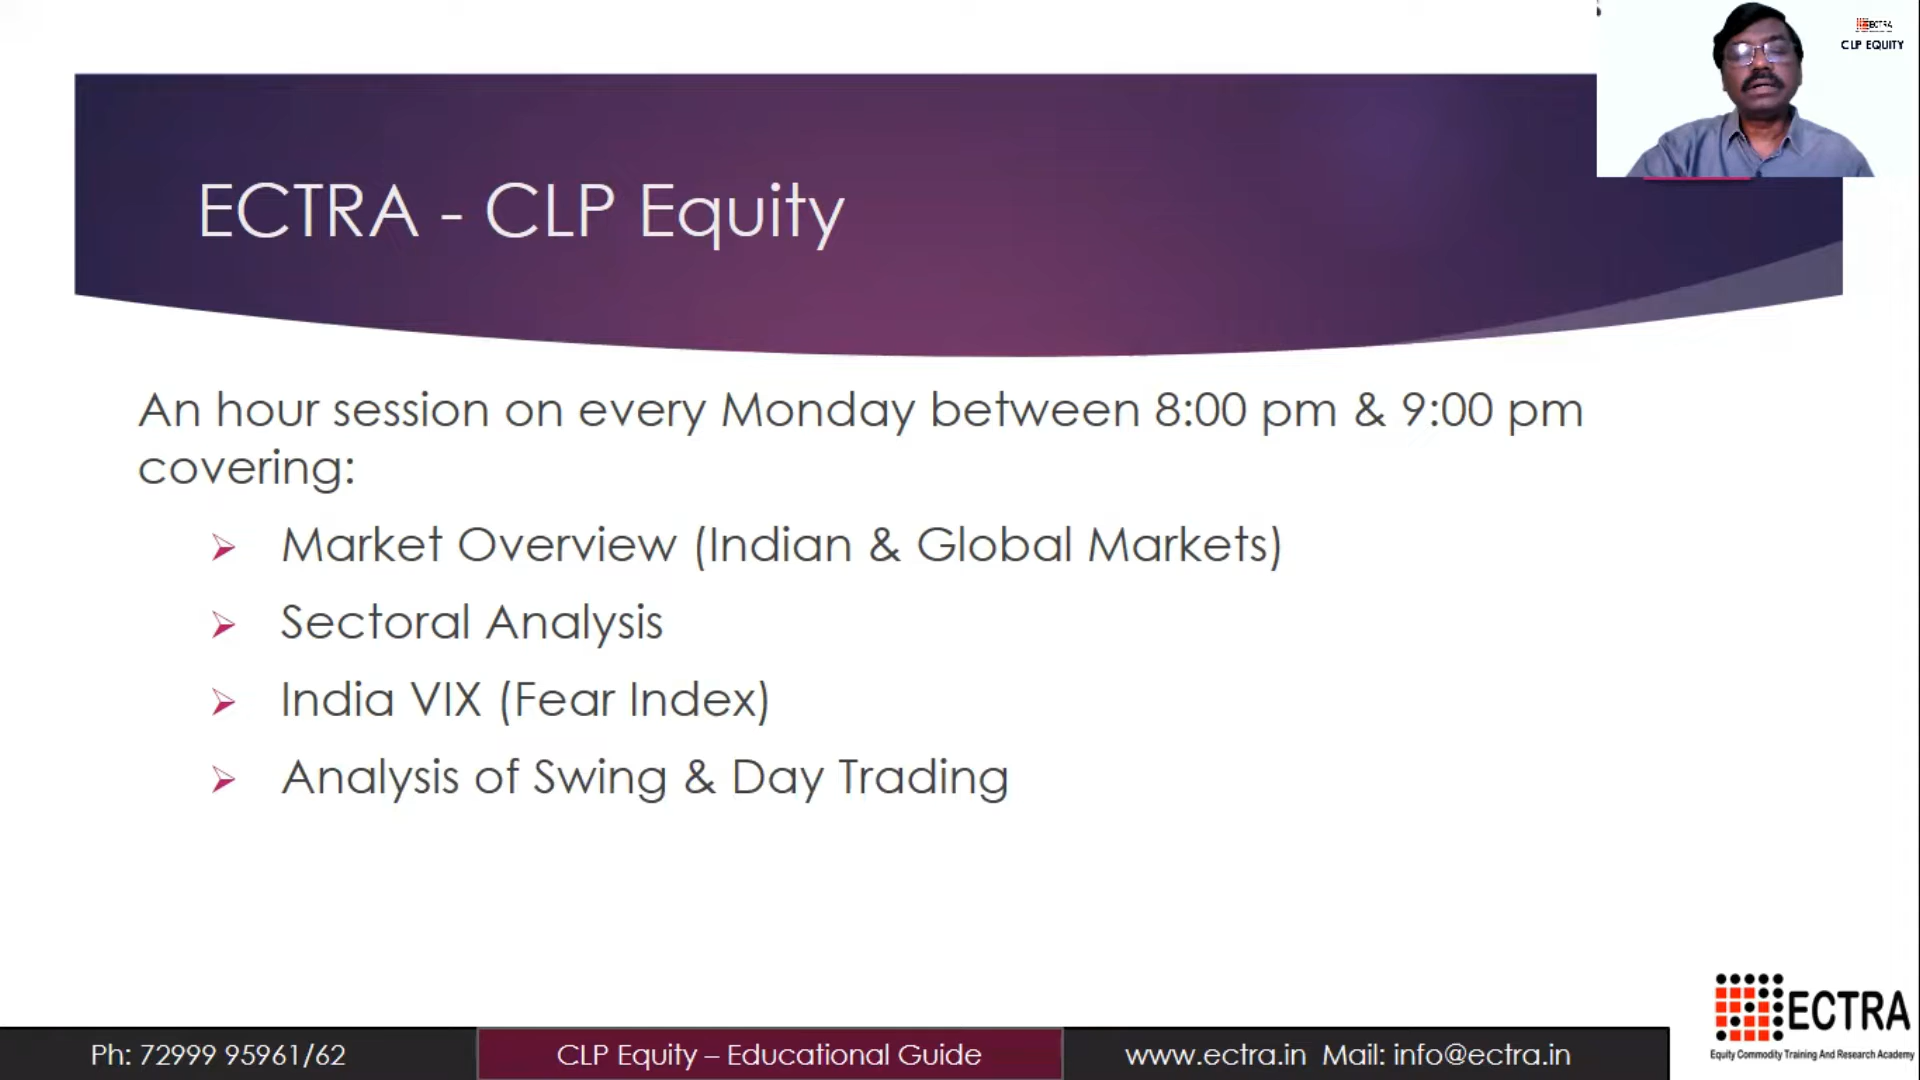 ECTRA
CLP EQUITY
ECTRA - CLP Equity
An hour session on every Monday between 8:00 pm & 9:00 pm
covering:
Market Overview (Indian & Global Markets)
Sectoral Analysis
India VIX (Fear Index)
Analysis of Swing & Day Trading
ECTRA
Equity Commodity Training And Research Academy
Ph: 72999 95961/62
CLP Equity – Educational Guide
www.ectra.in Mail: info@ectra.in